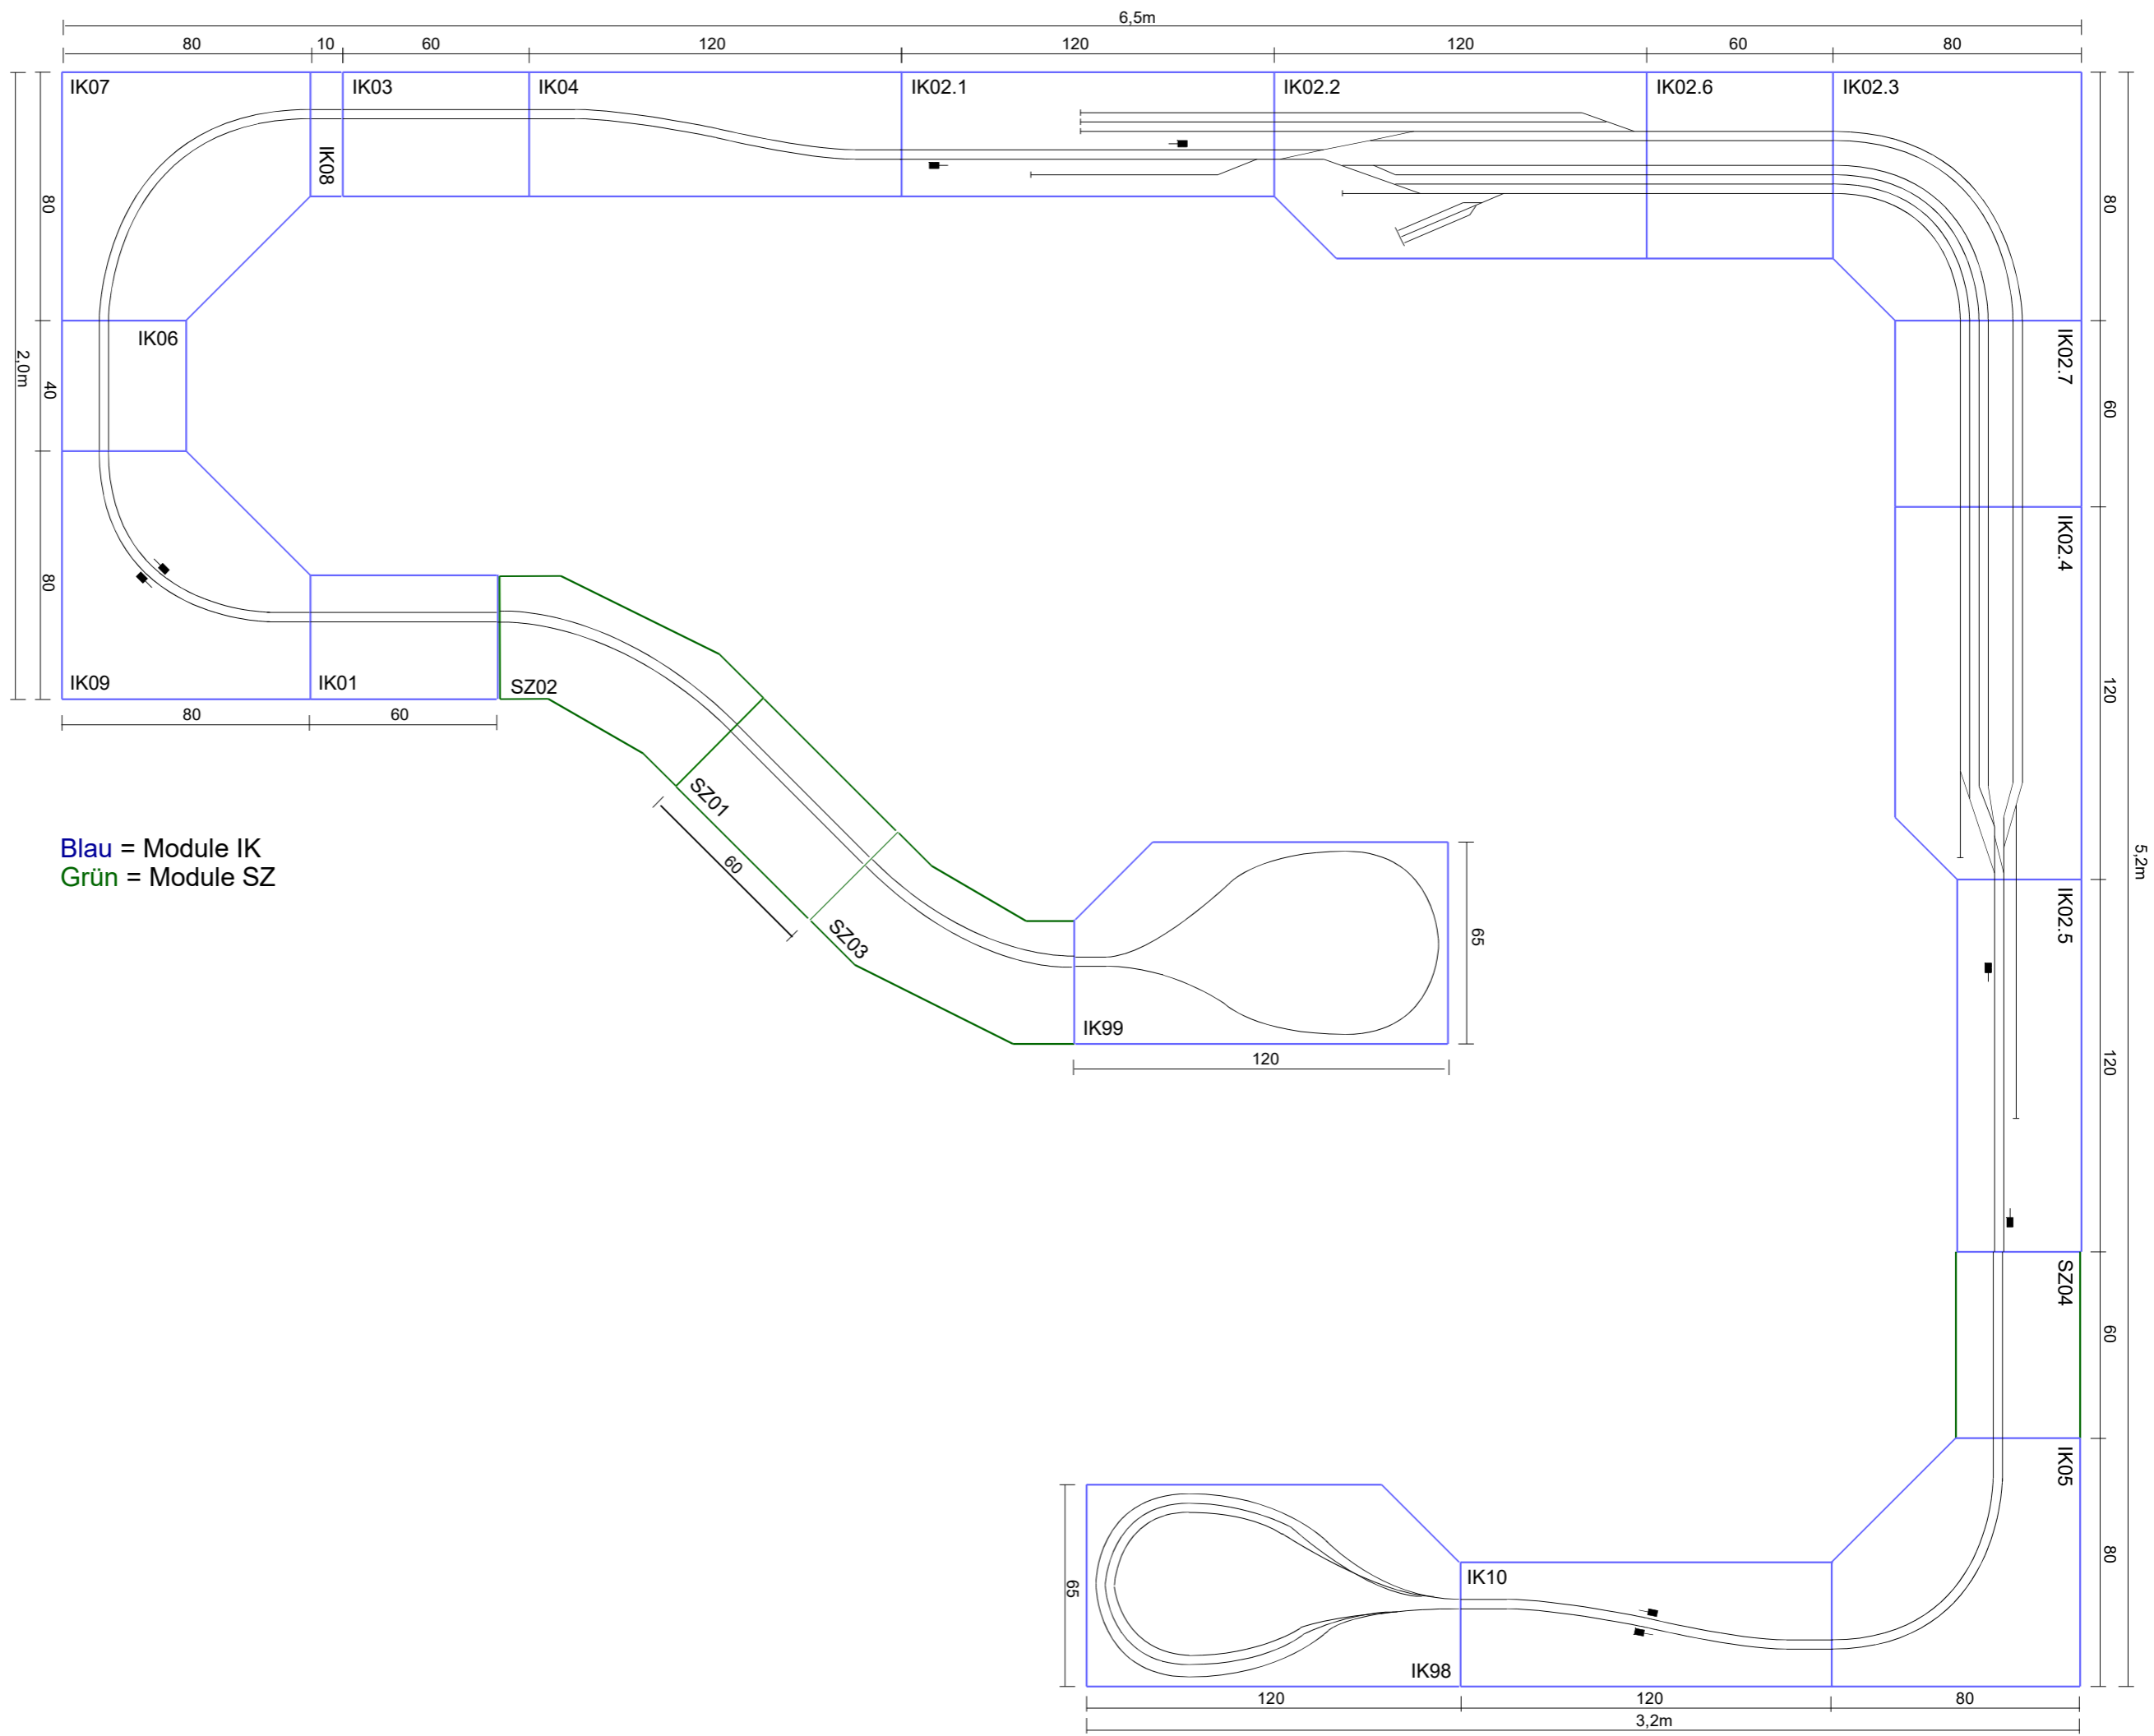 6,5m
80
10
60
120
120
120
60
80
IK07
IK03
IK04
IK02.1
IK02.2
IK02.6
IK02.3
IK08
80
80
IK06
2,0m
40
IK02.7
60
IK02.4
80
IK09
IK01
SZ02
120
80
60
SZ01
60
Blau = Module IK
Grün = Module SZ
5,2m
IK02.5
SZ03
65
IK99
120
120
SZ04
60
IK05
80
65
IK10
IK98
120
120
80
3,2m